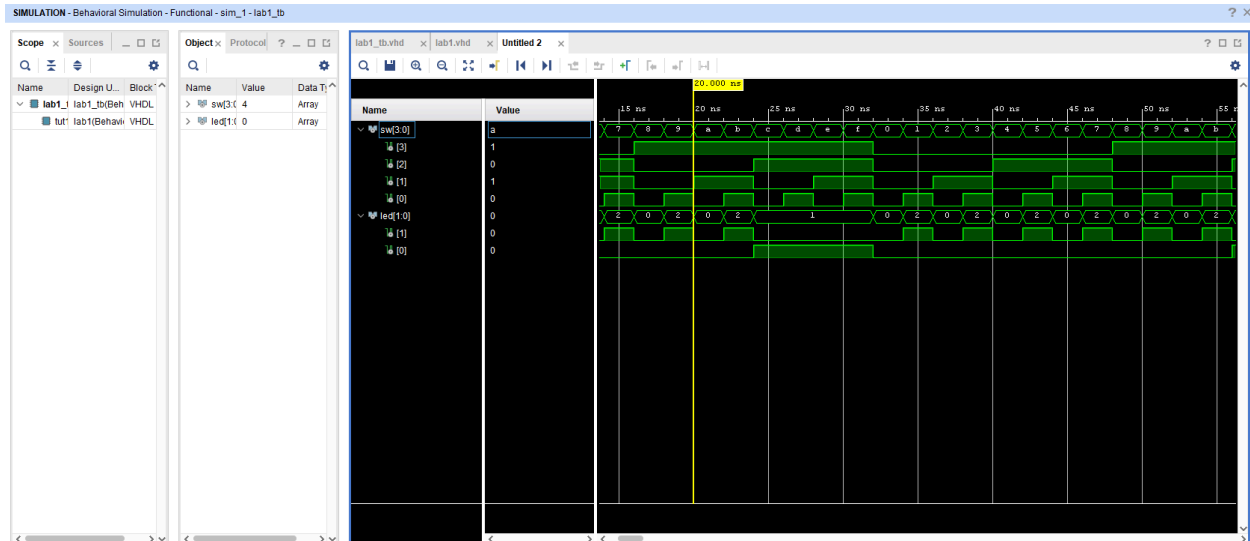 SIMULATION - Behavioral Simulation - Functional - sim_1 - lab1_tb
Scope Sources
Name Design U... Block
lab1_t lab1_tb(Beh VHDL
tut1 lab1(Behavi VHDL
Object Protocol
Name Value Data Ty
sw[3:0 4 Array
led[1:( 0 Array
lab1_tb.vhd lab1.vhd Untitled 2
20.000 ns
Name Value
15 ns 20 ns 25 ns 30 ns 35 ns 40 ns 45 ns 50 ns 55 n
sw[3:0] a 7 8 9 a b c d e f 0 1 2 3 4 5 6 7 8 9 a b
[3] 1
[2] 0
[1] 1
[0] 0
led[1:0] 0 2 0 2 0 2 1 0 2 0 2 0 2 0 2 0 2 0 2
[1] 0
[0] 0